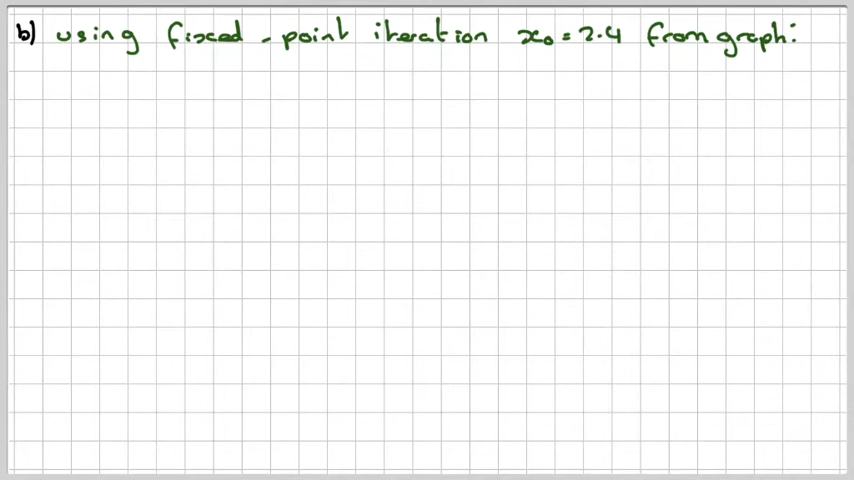 b) using fixed - point iteration x₀ = 2.4 from graph: